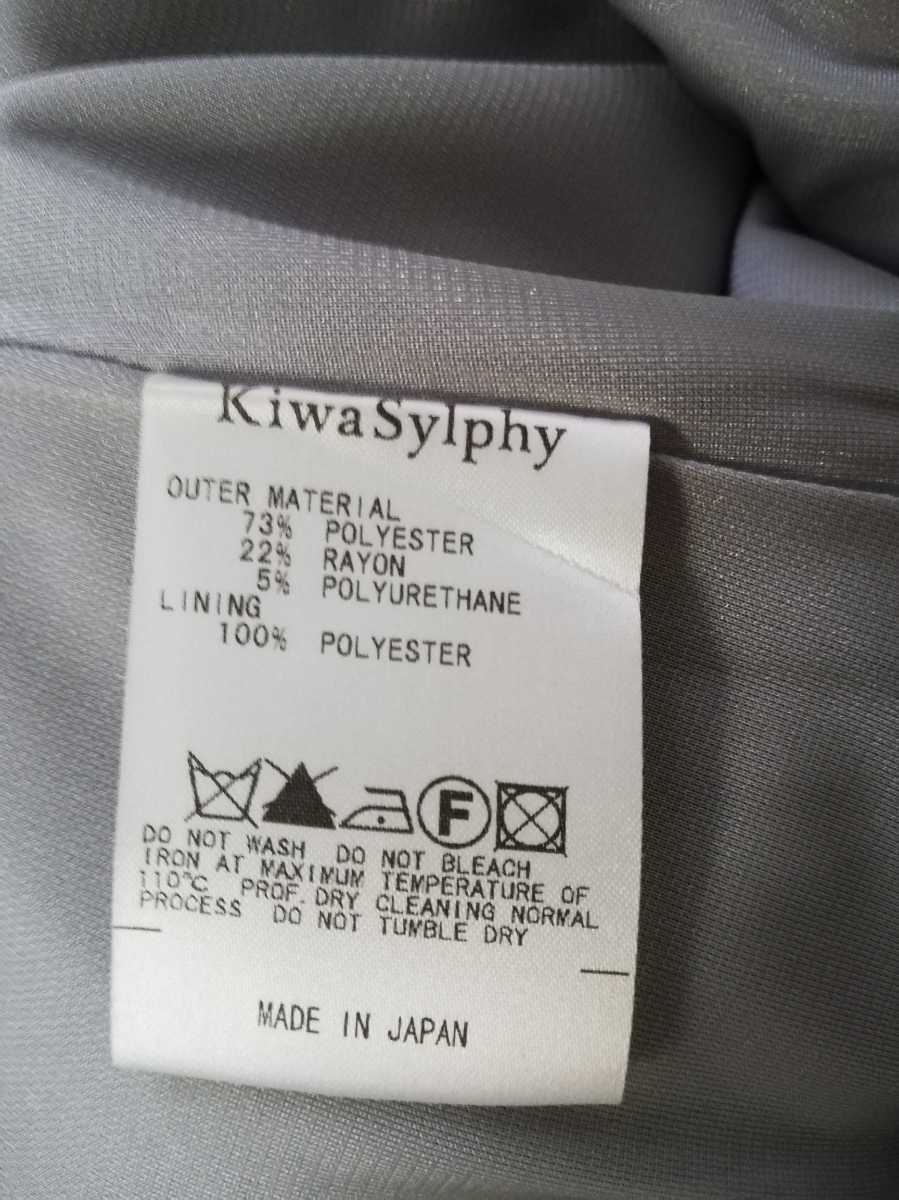 KiwaSylphy
OUTER MATERIAL
73% POLYESTER
22% RAYON
5% POLYURETHANE
LINING
100% POLYESTER
F
DO NOT WASH DO NOT BLEACH
IRON AT MAXIMUM TEMPERATURE OF
110℃ PROF.DRY CLEANING NORMAL
PROCESS DO NOT TUMBLE DRY
MADE IN JAPAN